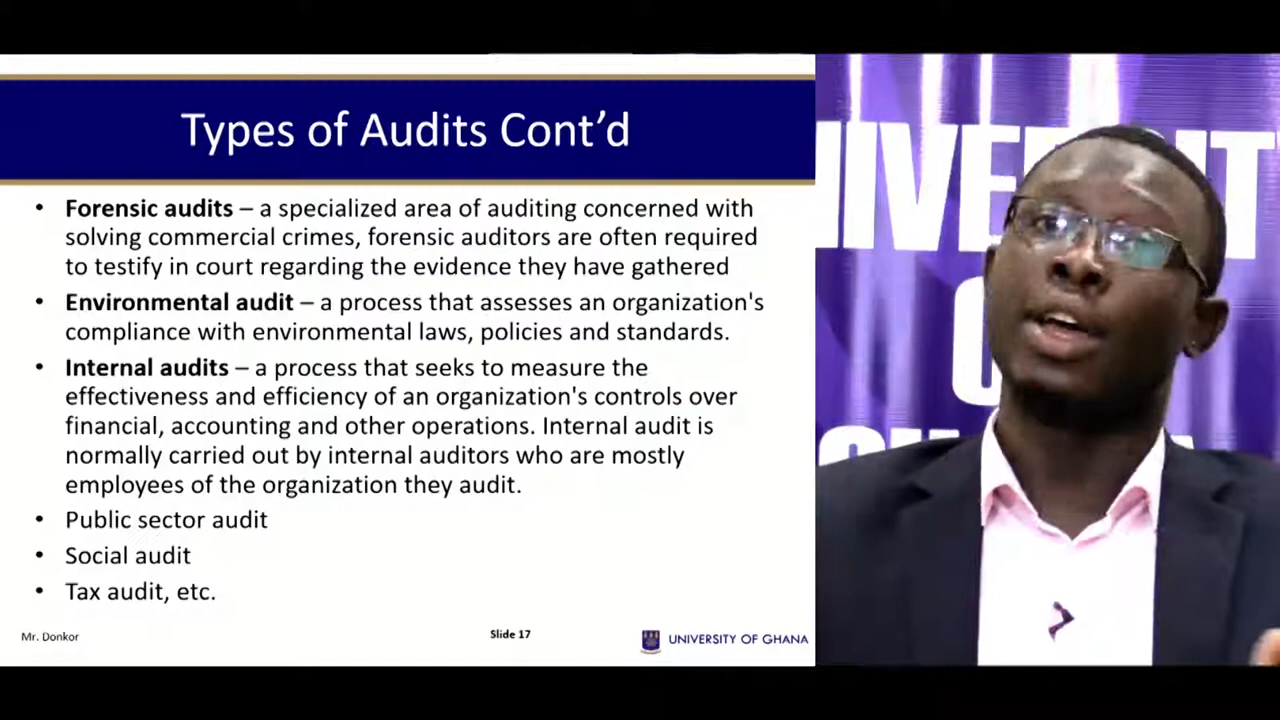 Types of Audits Cont’d
• Forensic audits – a specialized area of auditing concerned with
solving commercial crimes, forensic auditors are often required
to testify in court regarding the evidence they have gathered
• Environmental audit – a process that assesses an organization's
compliance with environmental laws, policies and standards.
• Internal audits – a process that seeks to measure the
effectiveness and efficiency of an organization's controls over
financial, accounting and other operations. Internal audit is
normally carried out by internal auditors who are mostly
employees of the organization they audit.
• Public sector audit
• Social audit
• Tax audit, etc.
Mr. Donkor
Slide 17
UNIVERSITY OF GHANA